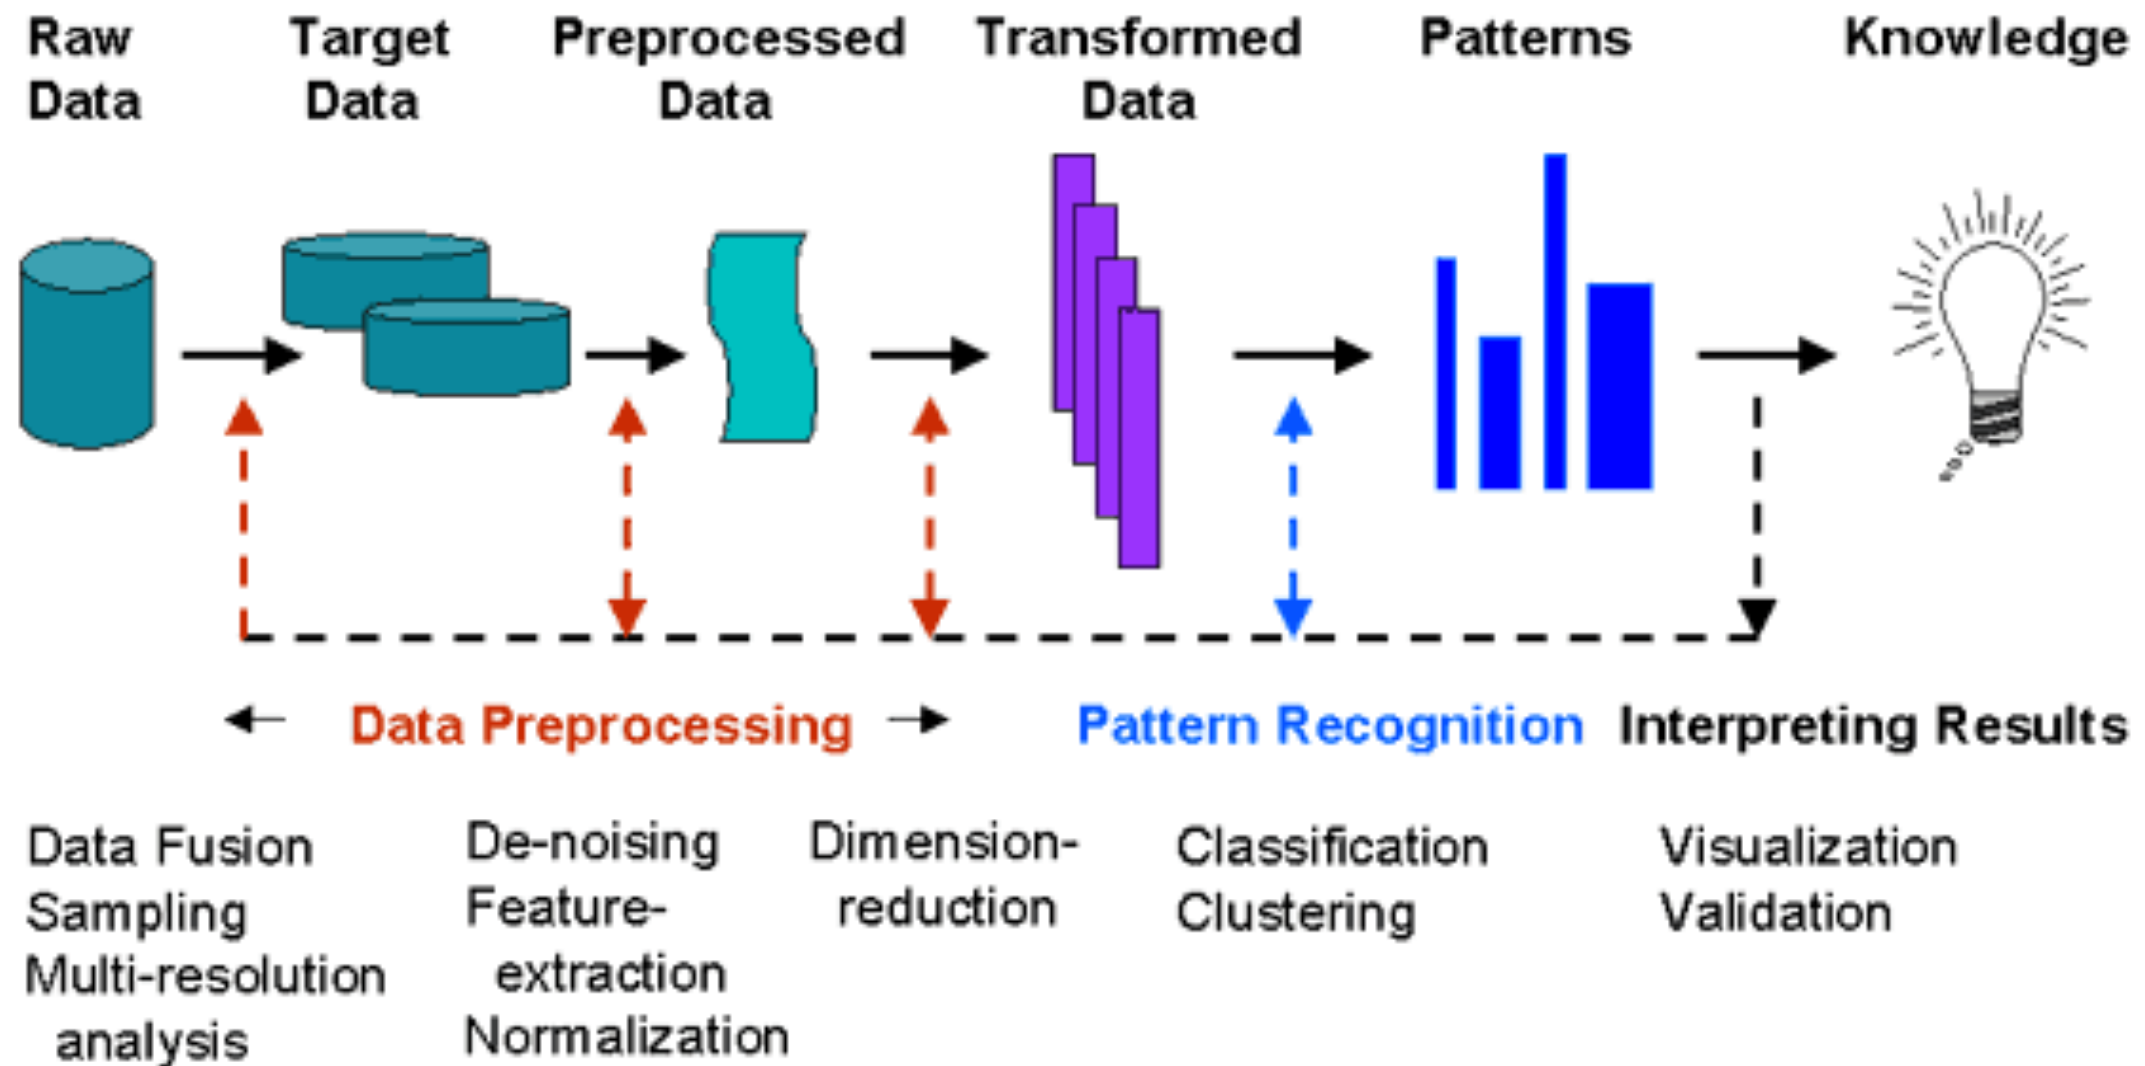 Raw
Data
Target
Data
Preprocessed
Data
Transformed
Data
Patterns
Knowledge
Data Preprocessing
Pattern Recognition
Interpreting Results
Data Fusion
Sampling
Multi-resolution
analysis
De-noising
Feature-
extraction
Normalization
Dimension-
reduction
Classification
Clustering
Visualization
Validation